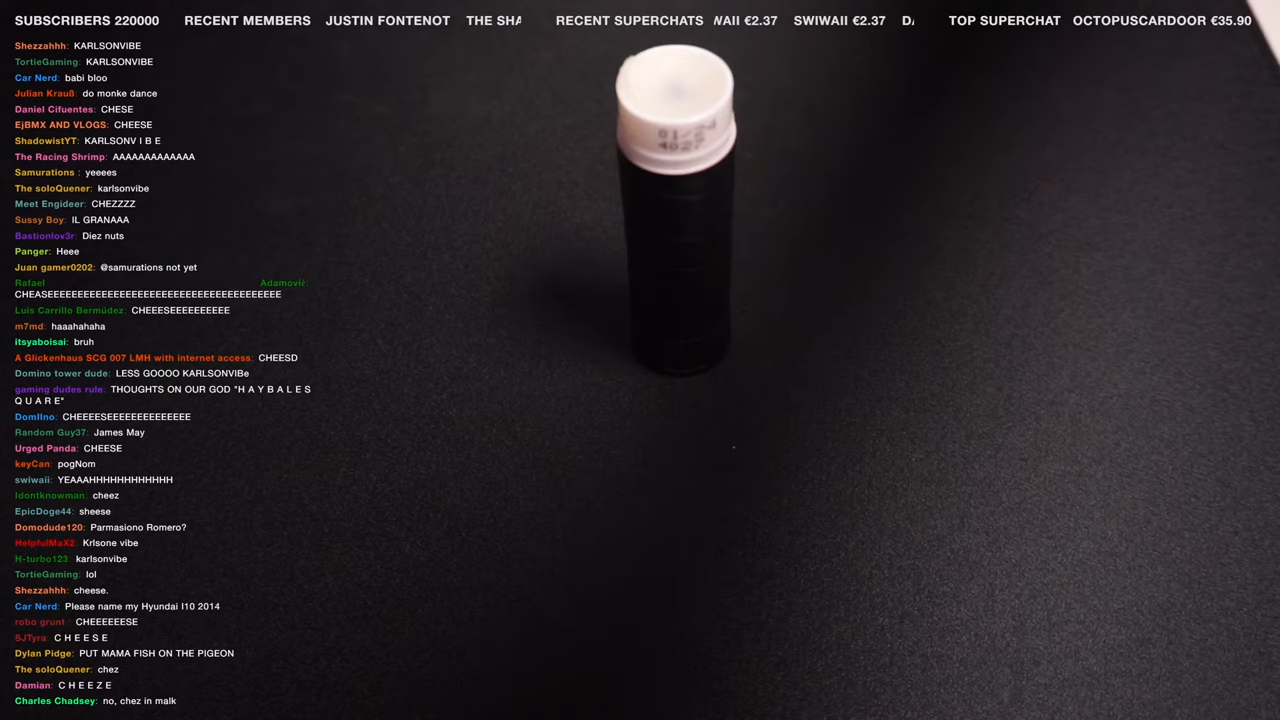 SUBSCRIBERS 220000 RECENT MEMBERS JUSTIN FONTENOT THE SHA RECENT SUPERCHATS WAII €2.37 SWIWAII €2.37 TOP SUPERCHAT OCTOPUSCARDOOR €35.90
Shezzahhh: KARLSONVIBE
TortieGaming: KARLSONVIBE
Car Nerd: babi bloo
Julian Krauß: do monke dance
Daniel Cifuentes: CHESE
EjBMX AND VLOGS: CHEESE
ShadowistYT: KARLSONV I B E
The Racing Shrimp: AAAAAAAAAAAAA
Samurations : yeeees
The soloQuener: karlsonvibe
Meet Engideer: CHEZZZZ
Sussy Boy: IL GRANAAA
Bastionlov3r: Diez nuts
Panger: Heee
Juan gamer0202: @samurations not yet
Rafael Adamović:
CHEASEEEEEEEEEEEEEEEEEEEEEEEEEEEEEEEEEEEEEE
Luis Carrillo Bermúdez: CHEEESEEEEEEEEEE
m7md: haaahahaha
itsyaboisai: bruh
A Glickenhaus SCG 007 LMH with internet access: CHEESD
Domino tower dude: LESS GOOOO KARLSONVIBe
gaming dudes rule: THOUGHTS ON OUR GOD "H A Y B A L E S
Q U A R E"
DomIIno: CHEEEESEEEEEEEEEEEEEE
Random Guy37: James May
Urged Panda: CHEESE
keyCan: pogNom
swiwaii: YEAAAHHHHHHHHHHHH
Idontknowman: cheez
EpicDoge44: sheese
Domodude120: Parmasiono Romero?
HelpfulMaX2: Krlsone vibe
H-turbo123: karlsonvibe
TortieGaming: lol
Shezzahhh: cheese.
Car Nerd: Please name my Hyundai I10 2014
robo grunt : CHEEEEEESE
SJTyra: C H E E S E
Dylan Pidge: PUT MAMA FISH ON THE PIGEON
The soloQuener: chez
Damian: C H E E Z E
Charles Chadsey: no, chez in malk